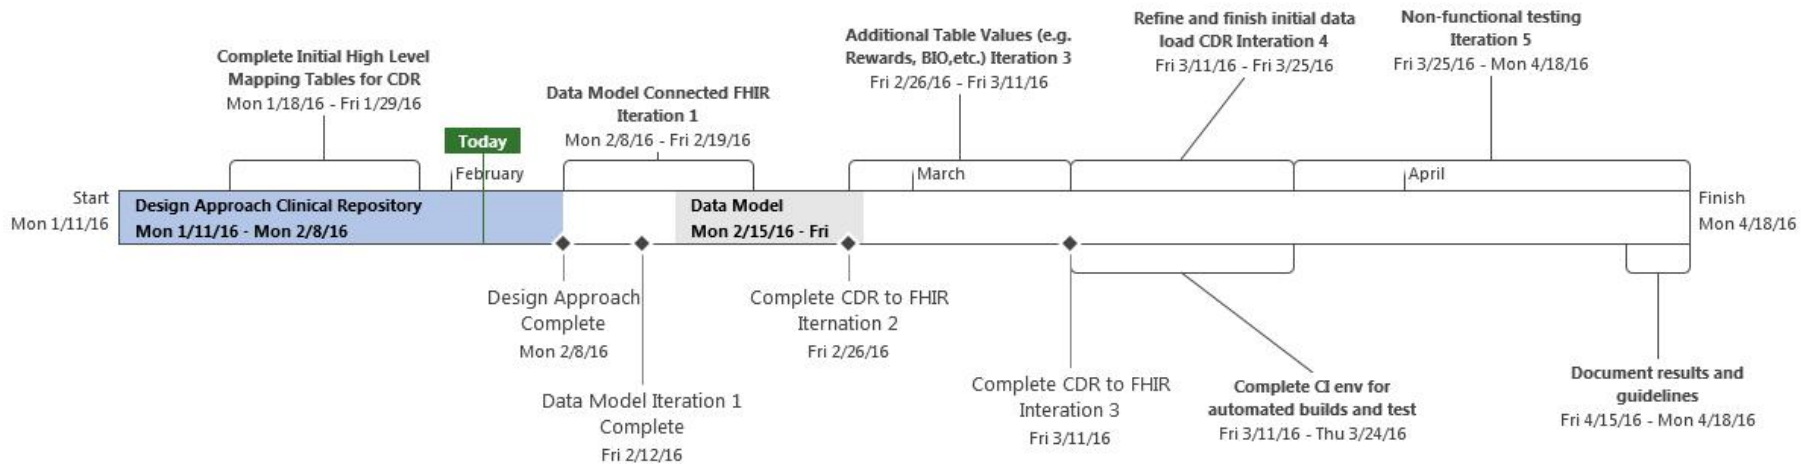 Complete Initial High Level
Mapping Tables for CDR
Mon 1/18/16 - Fri 1/29/16
Data Model Connected FHIR
Iteration 1
Mon 2/8/16 - Fri 2/19/16
Additional Table Values (e.g.
Rewards, BIO,etc.) Iteration 3
Fri 2/26/16 - Fri 3/11/16
Refine and finish initial data
load CDR Interation 4
Fri 3/11/16 - Fri 3/25/16
Non-functional testing
Iteration 5
Fri 3/25/16 - Mon 4/18/16
Today
February
March
April
Start
Mon 1/11/16
Design Approach Clinical Repository
Mon 1/11/16 - Mon 2/8/16
Data Model
Mon 2/15/16 - Fri
Finish
Mon 4/18/16
Design Approach
Complete
Mon 2/8/16
Data Model Iteration 1
Complete
Fri 2/12/16
Complete CDR to FHIR
Iternation 2
Fri 2/26/16
Complete CDR to FHIR
Interation 3
Fri 3/11/16
Complete CI env for
automated builds and test
Fri 3/11/16 - Thu 3/24/16
Document results and
guidelines
Fri 4/15/16 - Mon 4/18/16